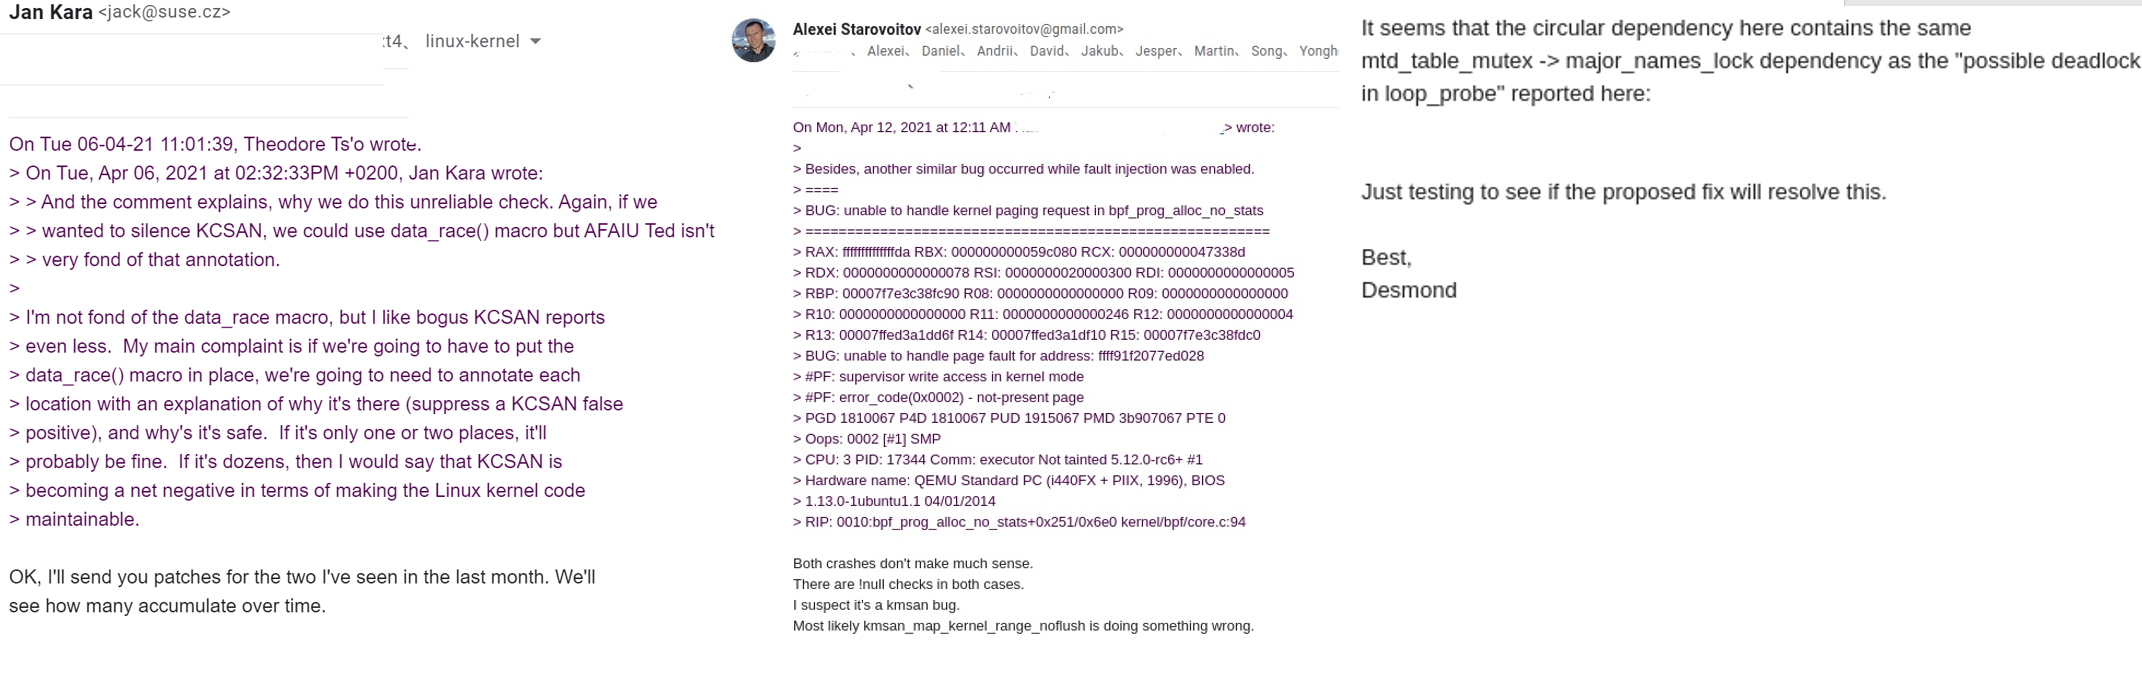 Jan Kara <jack@suse.cz>
linux-kernel
On Tue 06-04-21 11:01:39, Theodore Ts'o wrote.
> On Tue, Apr 06, 2021 at 02:32:33PM +0200, Jan Kara wrote:
> > And the comment explains, why we do this unreliable check. Again, if we
> > wanted to silence KCSAN, we could use data_race() macro but AFAIU Ted isn't
> > very fond of that annotation.
>
> I'm not fond of the data_race macro, but I like bogus KCSAN reports
> even less.  My main complaint is if we're going to have to put the
> data_race() macro in place, we're going to need to annotate each
> location with an explanation of why it's there (suppress a KCSAN false
> positive), and why's it's safe.  If it's only one or two places, it'll
> probably be fine.  If it's dozens, then I would say that KCSAN is
> becoming a net negative in terms of making the Linux kernel code
> maintainable.
OK, I'll send you patches for the two I've seen in the last month. We'll
see how many accumulate over time.
Alexei Starovoitov <alexei.starovoitov@gmail.com>
、 Alexei、 Daniel、 Andrii、 David、 Jakub、 Jesper、 Martin、 Song、 Yongh
On Mon, Apr 12, 2021 at 12:11 AM > wrote:
>
> Besides, another similar bug occurred while fault injection was enabled.
> ====
> BUG: unable to handle kernel paging request in bpf_prog_alloc_no_stats
> ========================================================
> RAX: ffffffffffffffda RBX: 000000000059c080 RCX: 000000000047338d
> RDX: 0000000000000078 RSI: 0000000020000300 RDI: 0000000000000005
> RBP: 00007f7e3c38fc90 R08: 0000000000000000 R09: 0000000000000000
> R10: 0000000000000000 R11: 0000000000000246 R12: 0000000000000004
> R13: 00007ffed3a1dd6f R14: 00007ffed3a1df10 R15: 00007f7e3c38fdc0
> BUG: unable to handle page fault for address: ffff91f2077ed028
> #PF: supervisor write access in kernel mode
> #PF: error_code(0x0002) - not-present page
> PGD 1810067 P4D 1810067 PUD 1915067 PMD 3b907067 PTE 0
> Oops: 0002 [#1] SMP
> CPU: 3 PID: 17344 Comm: executor Not tainted 5.12.0-rc6+ #1
> Hardware name: QEMU Standard PC (i440FX + PIIX, 1996), BIOS
> 1.13.0-1ubuntu1.1 04/01/2014
> RIP: 0010:bpf_prog_alloc_no_stats+0x251/0x6e0 kernel/bpf/core.c:94
Both crashes don't make much sense.
There are !null checks in both cases.
I suspect it's a kmsan bug.
Most likely kmsan_map_kernel_range_noflush is doing something wrong.
It seems that the circular dependency here contains the same
mtd_table_mutex -> major_names_lock dependency as the "possible deadlock
in loop_probe" reported here:
Just testing to see if the proposed fix will resolve this.
Best,
Desmond